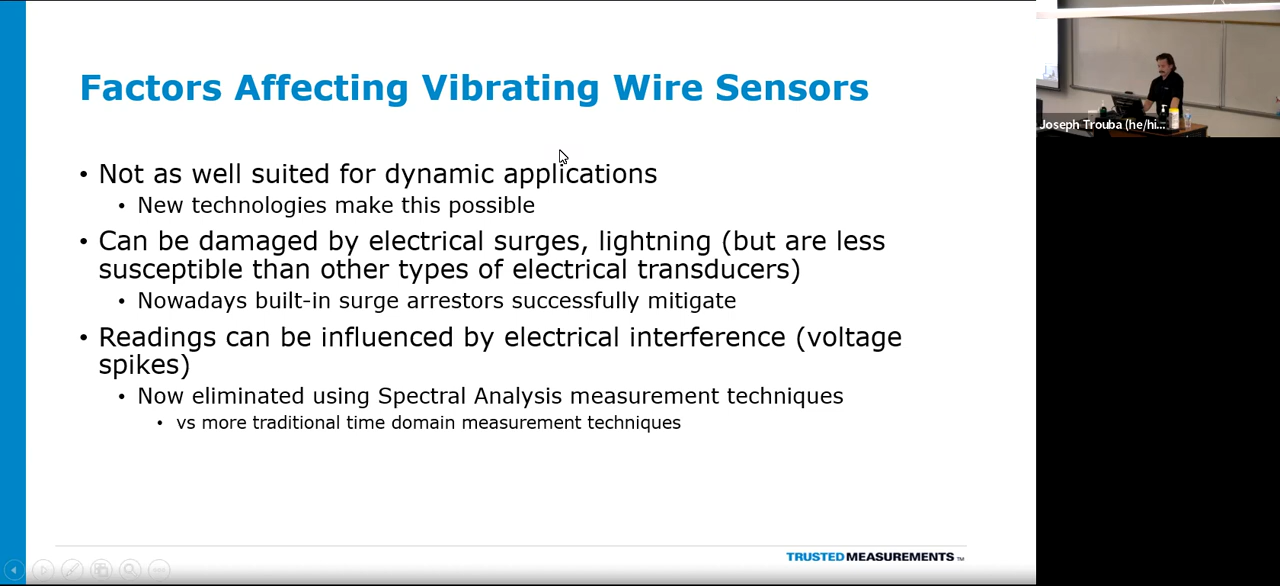 Factors Affecting Vibrating Wire Sensors
• Not as well suited for dynamic applications
• New technologies make this possible
• Can be damaged by electrical surges, lightning (but are less
susceptible than other types of electrical transducers)
• Nowadays built-in surge arrestors successfully mitigate
• Readings can be influenced by electrical interference (voltage
spikes)
• Now eliminated using Spectral Analysis measurement techniques
• vs more traditional time domain measurement techniques
TRUSTED MEASUREMENTS ™
Joseph Trouba (he/hi...